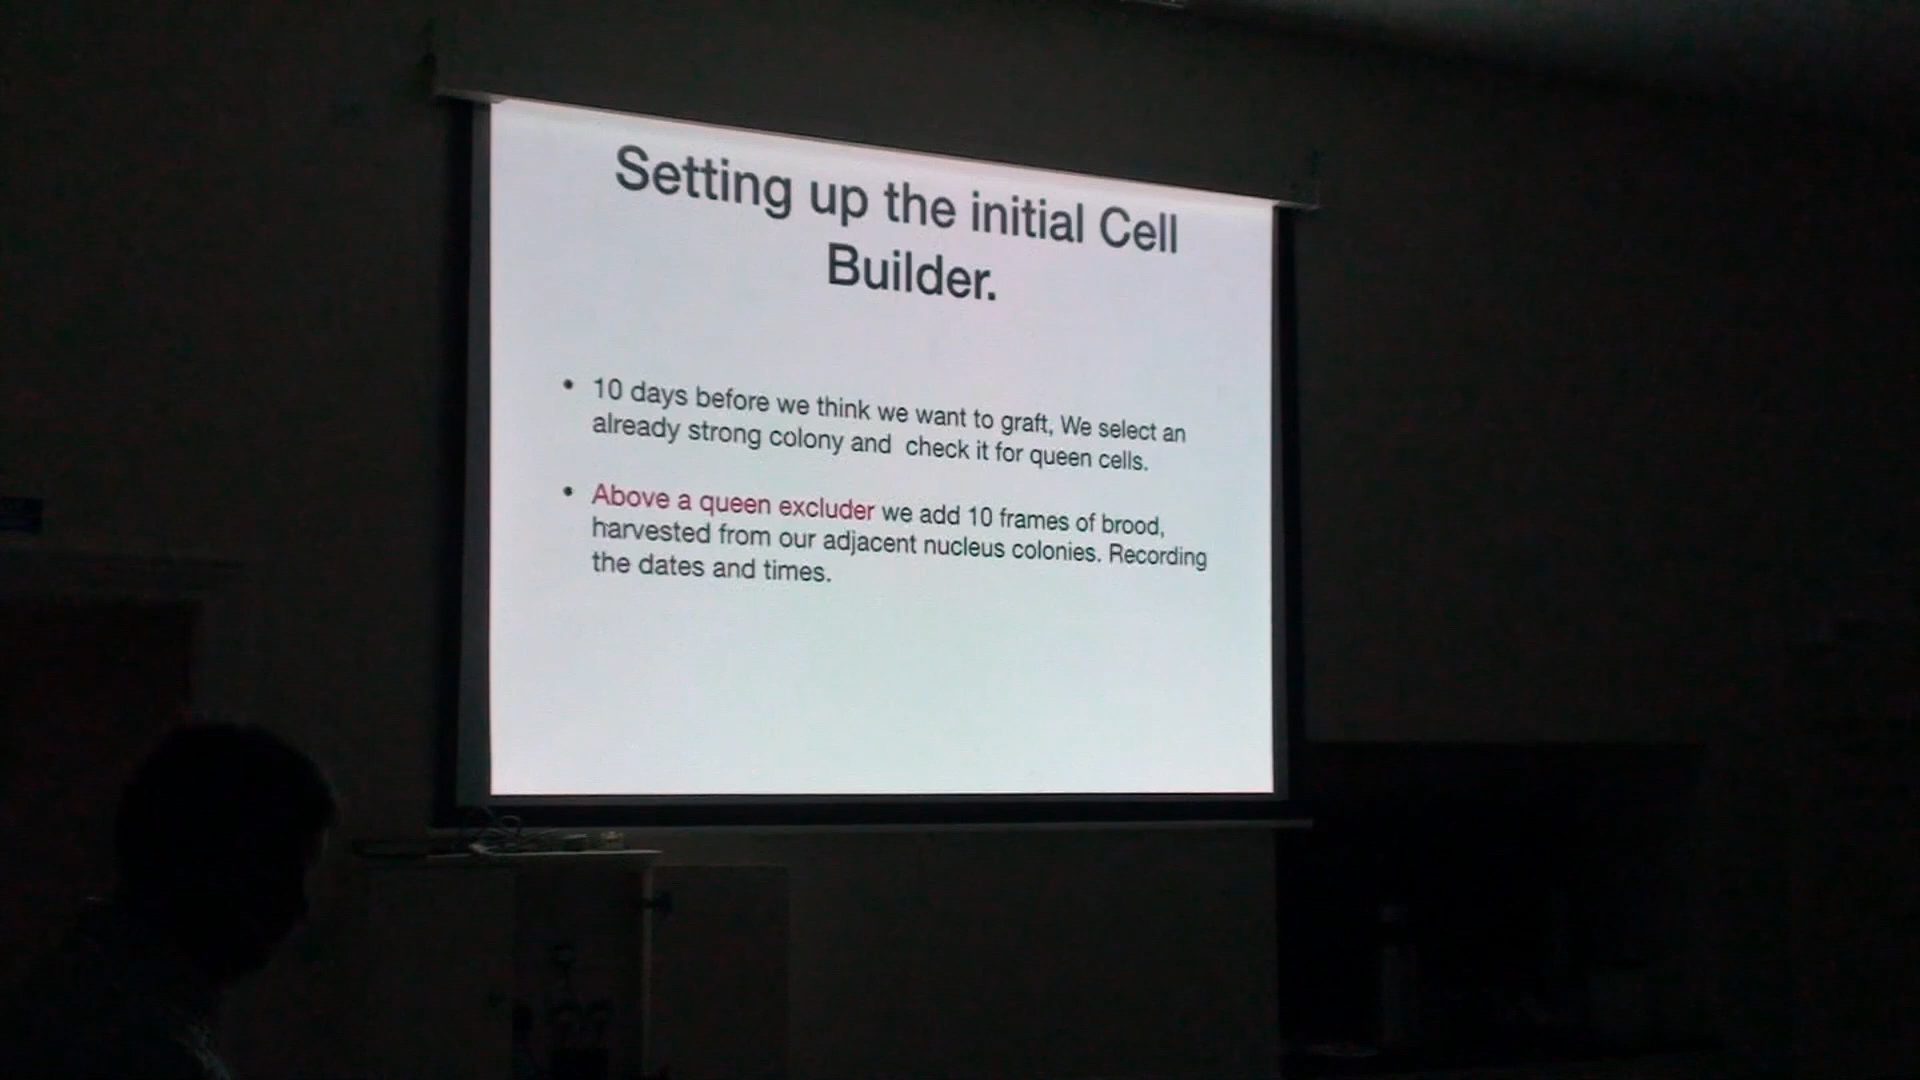 Setting up the initial Cell
Builder.
• 10 days before we think we want to graft, We select an
already strong colony and check it for queen cells.
• Above a queen excluder we add 10 frames of brood,
harvested from our adjacent nucleus colonies. Recording
the dates and times.